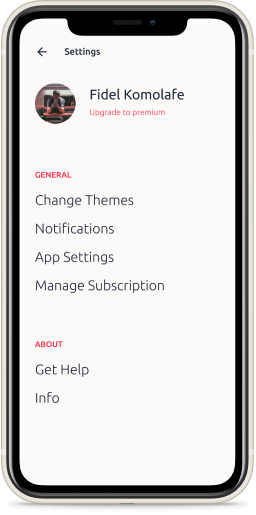 Settings
Fidel Komolafe
Upgrade to premium
GENERAL
Change Themes
Notifications
App Settings
Manage Subscription
ABOUT
Get Help
Info